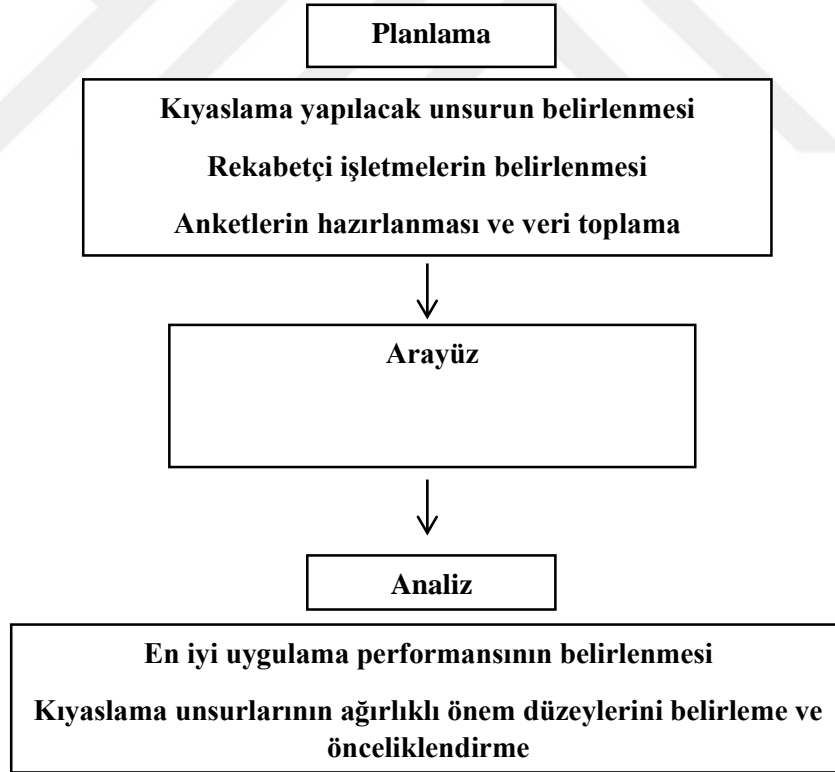 Planlama
Kıyaslama yapılacak unsurun belirlenmesi
Rekabetçi işletmelerin belirlenmesi
Anketlerin hazırlanması ve veri toplama
Arayüz
Analiz
En iyi uygulama performansının belirlenmesi
Kıyaslama unsurlarının ağırlıklı önem düzeylerini belirleme ve
önceliklendirme